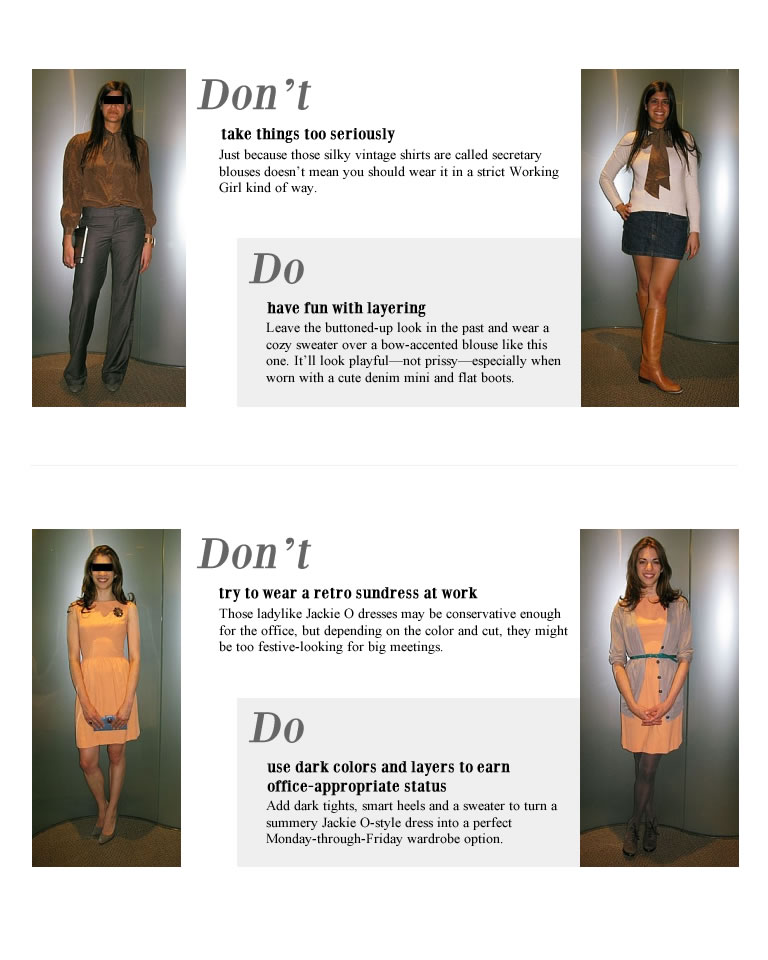 Don't
take things too seriously
Just because those silky vintage shirts are called secretary
blouses doesn't mean you should wear it in a strict Working
Girl kind of way.
Do
have fun with layering
Leave the buttoned-up look in the past and wear a
cozy sweater over a bow-accented blouse like this
one. It'll look playful—not prissy—especially when
worn with a cute denim mini and flat boots.
Don't
try to wear a retro sundress at work
Those ladylike Jackie O dresses may be conservative enough
for the office, but depending on the color and cut, they might
be too festive-looking for big meetings.
Do
use dark colors and layers to earn
office-appropriate status
Add dark tights, smart heels and a sweater to turn a
summery Jackie O-style dress into a perfect
Monday-through-Friday wardrobe option.